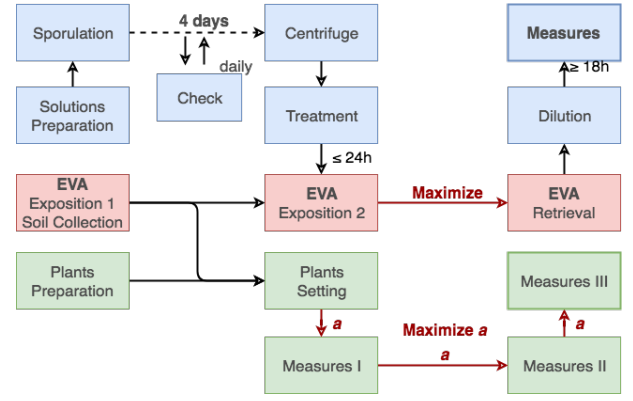 Sporulation
4 days
Centrifuge
Measures
daily
≥ 18h
Check
Solutions
Preparation
Treatment
Dilution
≤ 24h
EVA
Exposition 1
Soil Collection
EVA
Exposition 2
Maximize
EVA
Retrieval
Plants
Preparation
Plants
Setting
Measures III
a
Maximize a
a
a
Measures I
Measures II